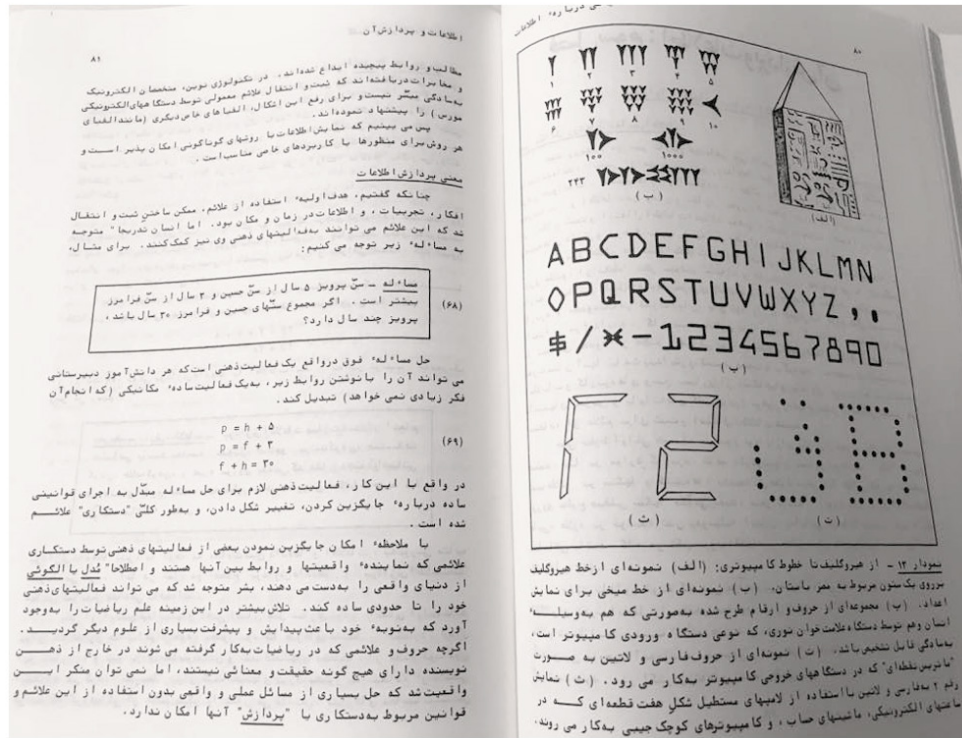 ۸۰
۱ ۲ ۳ ۴ ۵
۶ ۷ ۸ ۹ ۱۰
۱۰۰ ۱۰۰۰
۲۴۳
( ب )
(الف)
ABCDEFGHIJKLMN
OPQRSTUVWXYZ,.
$/*-1234567890
( پ )
۲ 2 ی B
( ث ) ( ت )
نمودار ۱۳ - از هیروگلیف تا خطوط کامپیوتری: (الف) نمونه‌ای از خط هیروگلیف
برروی یک ستون مربوط به مصر باستان. (ب) نمونه‌ای از خط میخی برای نمایش
اعداد. (پ) مجموعه‌ای از حروف و ارقام طرح شده به‌صورتی که هم به‌وسیلهٔ
انسان وهم توسط دستگاه علامت‌خوان نوری، که نوعی دستگاه ورودی کامپیوتر است،
به‌سادگی قابل تشخیص باشد. (ت) نمونه‌ای از حروف فارسی و لاتین به صورت
"ماتریس نقطه‌ای" که در دستگاههای خروجی کامپیوتر به‌کار می رود. (ث) نمایش
رقم ۲ به فارسی و لاتین با استفاده از لامپهای مستطیل شکل هفت قطعه‌ای کـه در
ساعتهای الکترونیکی، ماشینهای حساب، و کامپیوترهای کوچک جیبی به‌کار می روند.
اطلاعات و پردازش آن
۸۱
مطالب و روابط پیچیده ابداع شده‌اند. در تکنولوژی نوین، متخصصان الکترونیک
و مخابرات دریافته‌اند که ثبت و انتقال علائم معمولی توسط دستگاههای الکترونیکی
به‌سادگی میسّر نیست و برای رفع این اشکال، الفباهای خاص دیگری (مانند الفبای
مورس) را پیشنهاد نموده‌اند.
پس می بینیم که نمایش اطلاعات با روشهای گوناگونی امکان پذیر اسـت و
هر روش برای منظورها یا کاربردهای خاصی مناسب است.
معنی پردازش اطلاعات
چنانکه گفتیم، هدف اولیهٔ استفاده از علائم، ممکن ساختن ثبت و انتقال
افکار، تجربیات، و اطلاعات در زمان و مکان بود. اما انسان تدریجا" متوجه
شد که این علائم می توانند به‌فعالیتهای ذهنی وی نیز کمک کنند. برای مثـال،
به مساءلهٔ زیر توجه می کنیم:
مساءله - سنّ پرویز ۵ سال از سنّ حسین و ۳ سال از سنّ فرامرز
بیشتر است. اگر مجموع سنّهای حسین و فرامرز ۳۰ سال باشد،
پرویز چند سال دارد؟
(۶۸)
حل مساءلهٔ فوق درواقع یک فعالیت ذهنی است که هر دانش‌آموز دبیرستانی
می تواند آن را با نوشتن روابط زیر، به‌یک فعالیت سادهٔ مکانیکی (که انجام آن
فکر زیادی نمی خواهد) تبدیل کند.
p = h + ۵
p = f + ۳
f + h = ۳۰
(۶۹)
در واقع با این کار، فعالیت ذهنی لازم برای حل مساءله مبدّل به اجرای قوانینی
ساده دربارهٔ جایگزین کردن، تغییر شکل دادن، و به‌طور کلّی "دستکاری" علائـم
شده است.
با ملاحظهٔ امکان جایگزین نمودن بعضی از فعالیتهای ذهنی توسط دستکـاری
علائمی که نمایندهٔ واقعیتها و روابط بین آنها هستند و اصطلاحا" مُدل یا الگوئی
از دنیای واقعی را به‌دست می دهند، بشر متوجه شد که می تواند فعالیتهای ذهنی
خود را تا حدودی ساده کند. تلاش بیشتر در این زمینه علم ریاضیات را به‌وجود
آورد که به‌نوبهٔ خود باعث پیدایش و پیشرفت بسیاری از علوم دیگر گردیـد.
اگرچه حروف و علائمی که در ریاضیات به‌کار گرفته می شوند در خارج از ذهـن
نویسنده دارای هیچ گونه حقیقت و معنائی نیستند، اما نمی توان منکر ایـن
واقعیت شد که حل بسیاری از مسائل عملی و واقعی بدون استفاده از این علائم و
قوانین مربوط به‌دستکاری یا "پردازش" آنها امکان ندارد.